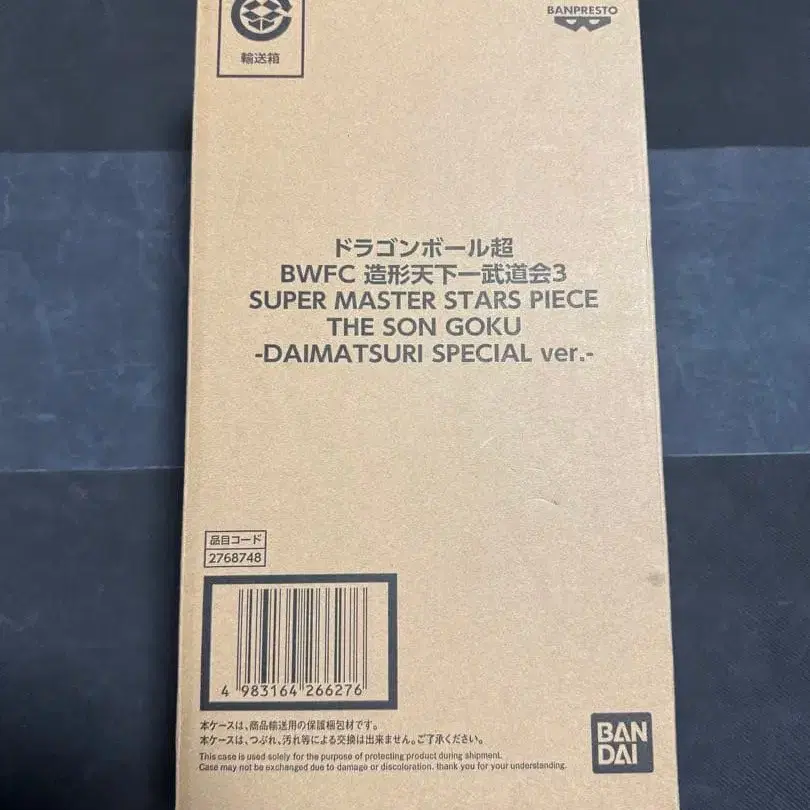 輸送箱
BANPRESTO
ドラゴンボール超
BWFC 造形天下一武道会3
SUPER MASTER STARS PIECE
THE SON GOKU
-DAIMATSURI SPECIAL ver.-
品目コード
2768748
4 983164 266276
本ケースは、商品輸送用の保護梱包材です。
本ケースは、つぶれ、汚れ等による交換は出来ません。ご了承ください。
This case is used solely for the purpose of protecting product during shipment.
Case may not be exchanged due to damage or discoloration. thank you for your understanding.
BAN
DAI